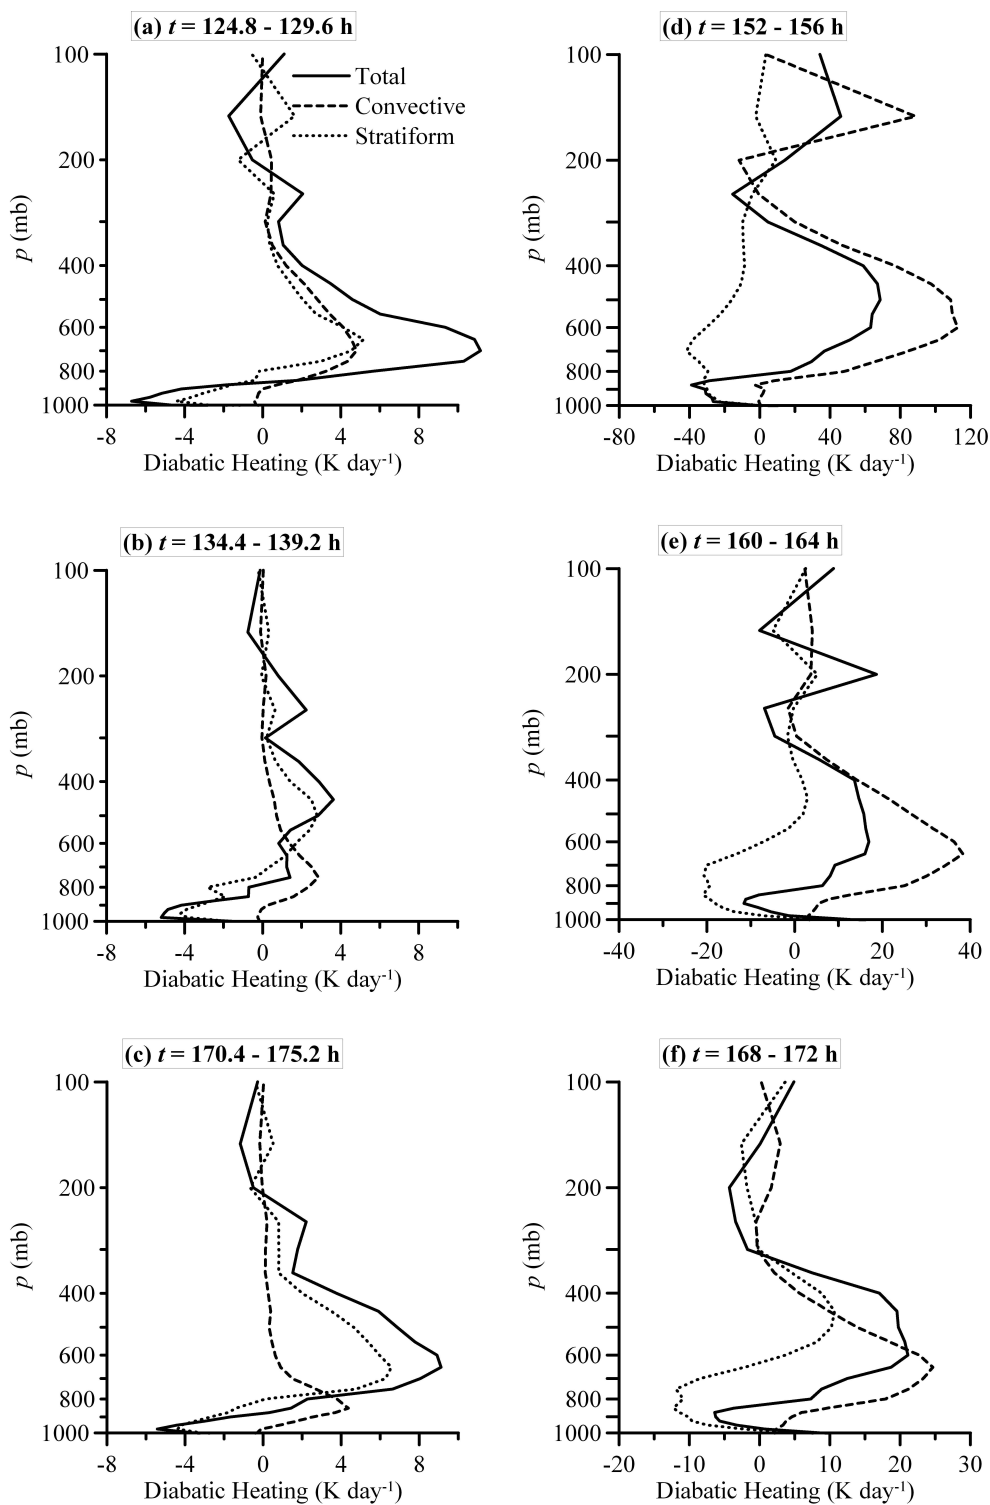 (a) t = 124.8 - 129.6 h
100
200
400
600
800
1000
p (mb)
Total
Convective
Stratiform
-8 -4 0 4 8
Diabatic Heating (K day-1)
(d) t = 152 - 156 h
100
200
400
600
800
1000
p (mb)
-80 -40 0 40 80 120
Diabatic Heating (K day-1)
(b) t = 134.4 - 139.2 h
100
200
400
600
800
1000
p (mb)
-8 -4 0 4 8
Diabatic Heating (K day-1)
(e) t = 160 - 164 h
100
200
400
600
800
1000
p (mb)
-40 -20 0 20 40
Diabatic Heating (K day-1)
(c) t = 170.4 - 175.2 h
100
200
400
600
800
1000
p (mb)
-8 -4 0 4 8
Diabatic Heating (K day-1)
(f) t = 168 - 172 h
100
200
400
600
800
1000
p (mb)
-20 -10 0 10 20 30
Diabatic Heating (K day-1)